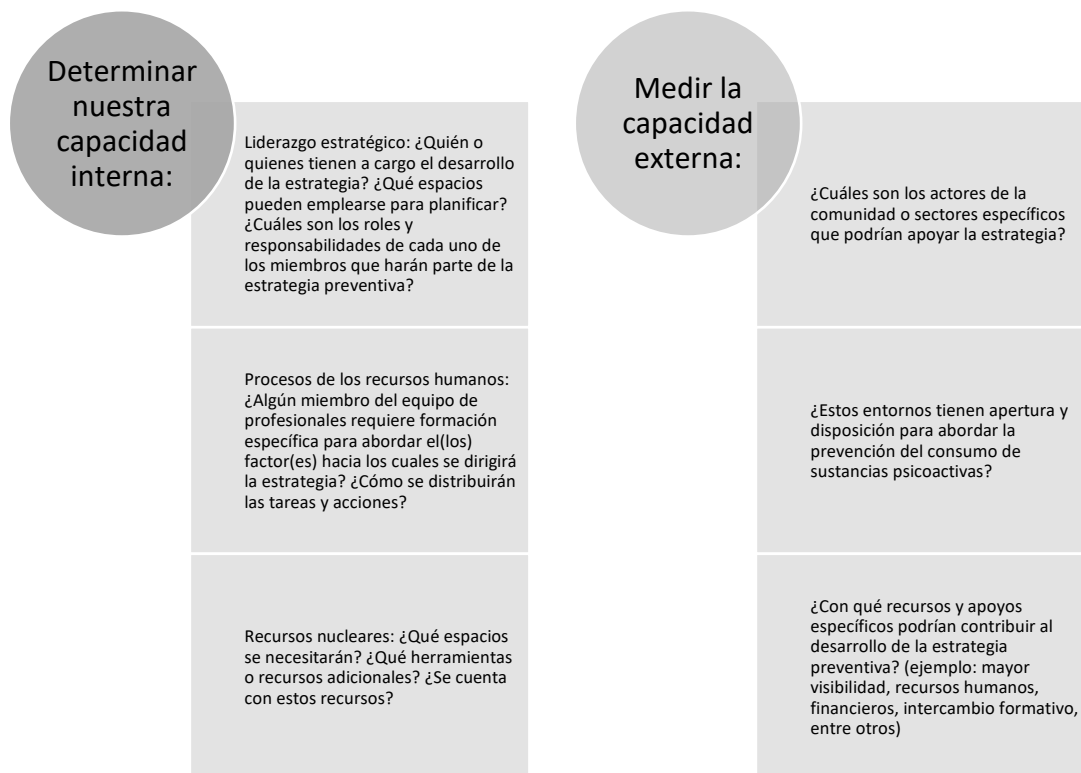 Determinar
nuestra
capacidad
interna:
Liderazgo estratégico: ¿Quién o
quienes tienen a cargo el desarrollo
de la estrategia? ¿Qué espacios
pueden emplearse para planificar?
¿Cuáles son los roles y
responsabilidades de cada uno de
los miembros que harán parte de la
estrategia preventiva?
Procesos de los recursos humanos:
¿Algún miembro del equipo de
profesionales requiere formación
específica para abordar el(los)
factor(es) hacia los cuales se dirigirá
la estrategia? ¿Cómo se distribuirán
las tareas y acciones?
Recursos nucleares: ¿Qué espacios
se necesitarán? ¿Qué herramientas
o recursos adicionales? ¿Se cuenta
con estos recursos?
Medir la
capacidad
externa:
¿Cuáles son los actores de la
comunidad o sectores específicos
que podrían apoyar la estrategia?
¿Estos entornos tienen apertura y
disposición para abordar la
prevención del consumo de
sustancias psicoactivas?
¿Con qué recursos y apoyos
específicos podrían contribuir al
desarrollo de la estrategia
preventiva? (ejemplo: mayor
visibilidad, recursos humanos,
financieros, intercambio formativo,
entre otros)